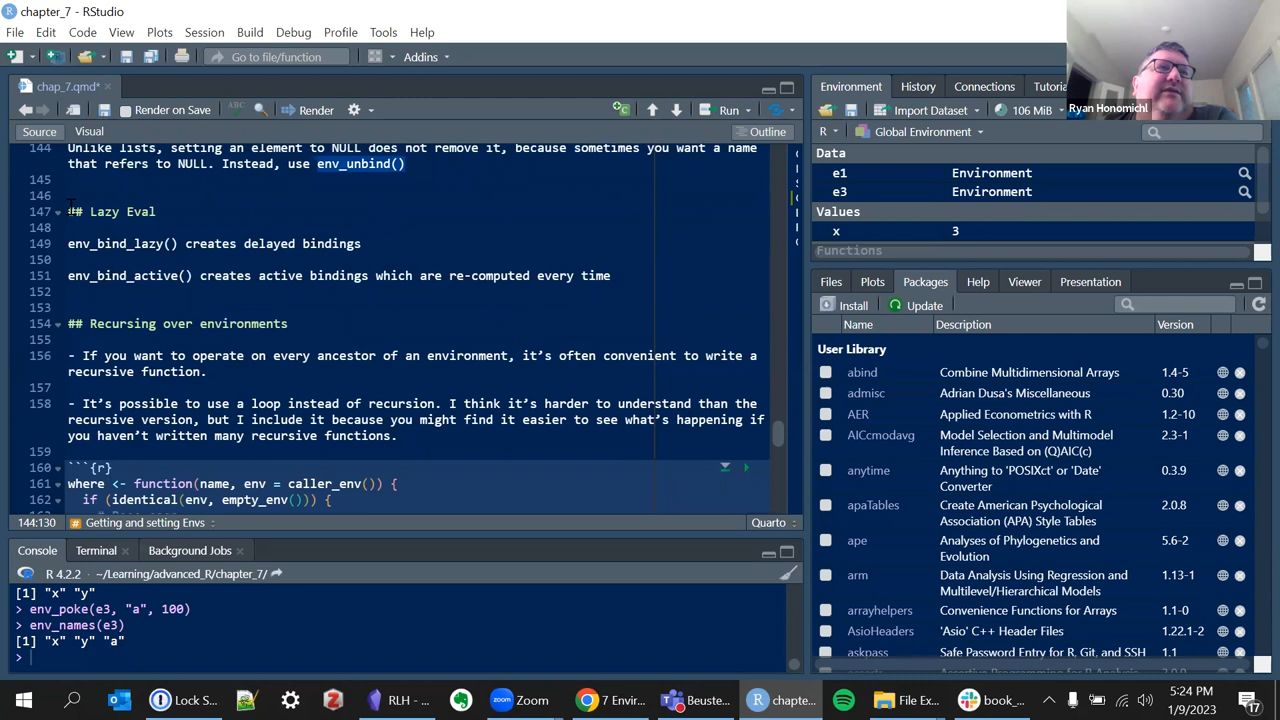 chapter_7 - RStudio
File Edit Code View Plots Session Build Debug Profile Tools Help
Go to file/function Addins
chap_7.qmd*
Render on Save ABC Render Run
Source Visual Outline
144 Unlike lists, setting an element to NULL does not remove it, because sometimes you want a name
that refers to NULL. Instead, use env_unbind()
145
146
147 ## Lazy Eval
148
149 env_bind_lazy() creates delayed bindings
150
151 env_bind_active() creates active bindings which are re-computed every time
152
153
154 ## Recursing over environments
155
156 - If you want to operate on every ancestor of an environment, it's often convenient to write a
recursive function.
157
158 - It's possible to use a loop instead of recursion. I think it's harder to understand than the
recursive version, but I include it because you might find it easier to see what's happening if
you haven't written many recursive functions.
159
160 ```{r}
161 where <- function(name, env = caller_env()) {
162 if (identical(env, empty_env())) {
144:130 Getting and setting Envs Quarto
Console Terminal Background Jobs
R 4.2.2 ~/Learning/advanced_R/chapter_7/
[1] "x" "y"
> env_poke(e3, "a", 100)
> env_names(e3)
[1] "x" "y" "a"
>
Environment History Connections Tutori
Ryan Honomichl
Import Dataset 106 MiB
R Global Environment
Data
e1 Environment
e3 Environment
Values
x 3
Functions
Files Plots Packages Help Viewer Presentation
Install Update
Name Description Version
User Library
abind Combine Multidimensional Arrays 1.4-5
admisc Adrian Dusa's Miscellaneous 0.30
AER Applied Econometrics with R 1.2-10
AICcmodavg Model Selection and Multimodel Inference Based on (Q)AIC(c) 2.3-1
anytime Anything to 'POSIXct' or 'Date' Converter 0.3.9
apaTables Create American Psychological Association (APA) Style Tables 2.0.8
ape Analyses of Phylogenetics and Evolution 5.6-2
arm Data Analysis Using Regression and Multilevel/Hierarchical Models 1.13-1
arrayhelpers Convenience Functions for Arrays 1.1-0
AsioHeaders 'Asio' C++ Header Files 1.22.1-2
askpass Safe Password Entry for R, Git, and SSH 1.1
Lock S... RLH - ... Zoom 7 Envir... Beuste... chapte... File Ex... book_...
5:24 PM
1/9/2023
17